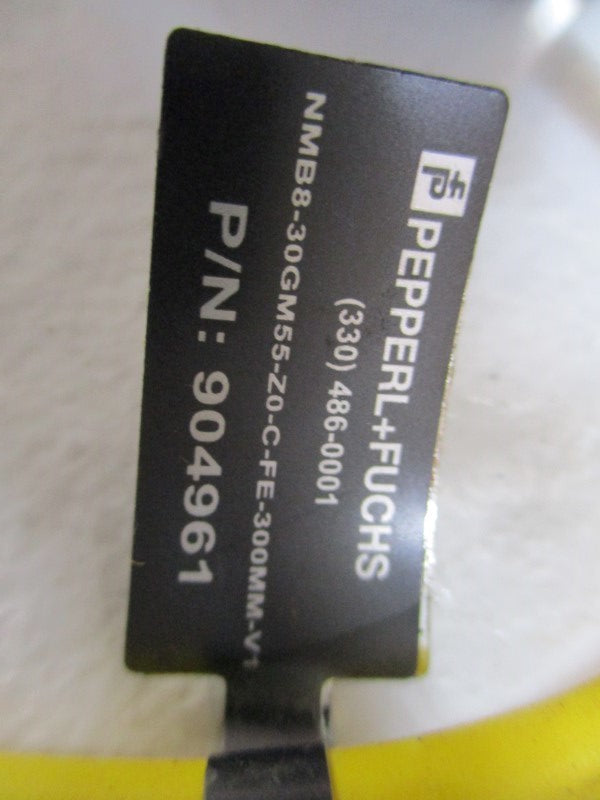 PEPPERL+FUCHS
(330) 486-0001
NMB8-30GM55-Z0-C-FE-300MM-V1
P/N: 904961